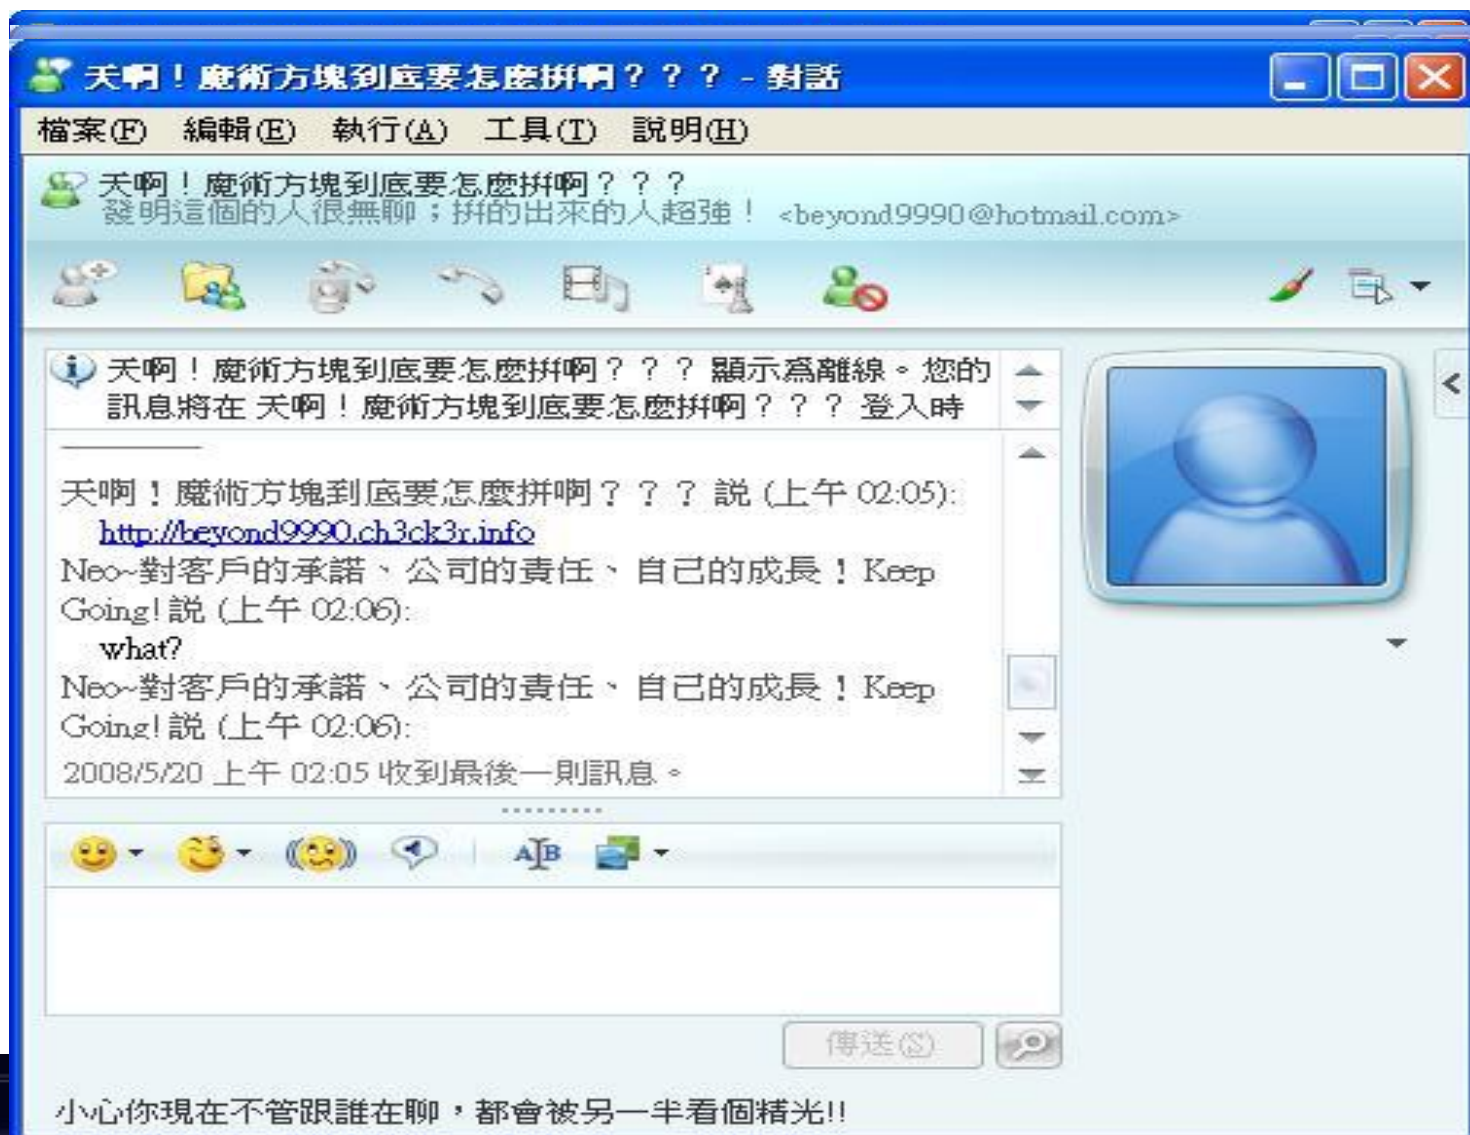 天啊！魔術方塊到底要怎麼拼啊？？？ - 對話
檔案(F) 編輯(E) 執行(A) 工具(T) 說明(H)
天啊！魔術方塊到底要怎麼拼啊？？？
發明這個的人很無聊；拼的出來的人超強！ <beyond9990@hotmail.com>
天啊！魔術方塊到底要怎麼拼啊？？？ 顯示為離線。您的
訊息將在 天啊！魔術方塊到底要怎麼拼啊？？？ 登入時
天啊！魔術方塊到底要怎麼拼啊？？？ 說 (上午 02:05):
http://beyond9990.ch3ck3r.info
Neo~對客戶的承諾、公司的責任、自己的成長！Keep
Going! 說 (上午 02:06):
what?
Neo~對客戶的承諾、公司的責任、自己的成長！Keep
Going! 說 (上午 02:06):
2008/5/20 上午 02:05 收到最後一則訊息。
A B
傳送(S)
小心你現在不管跟誰在聊，都會被另一半看個精光!!